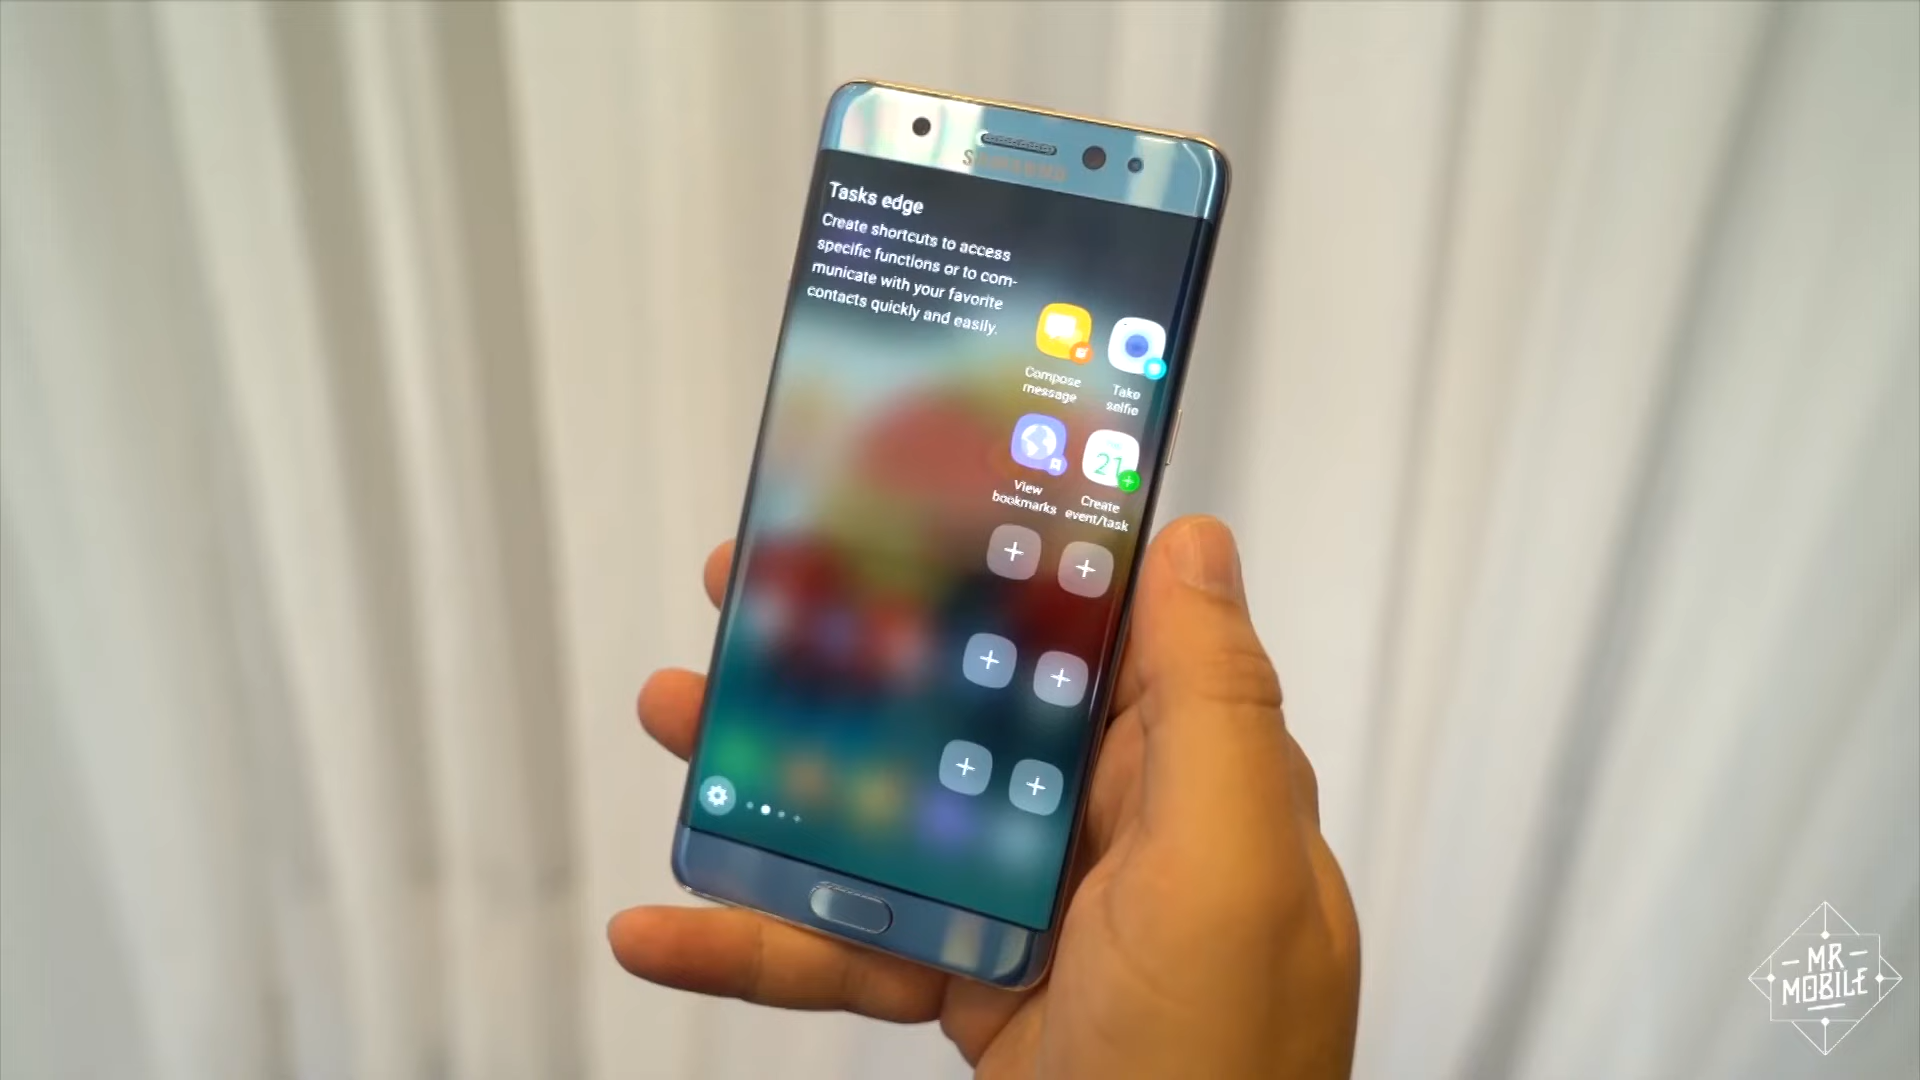 SAMSUNG
Tasks edge
Create shortcuts to access
specific functions or to com-
municate with your favorite
contacts quickly and easily.
Compose
message
Take
selfie
View
bookmarks
21
Create
event/task
MR
MOBILE